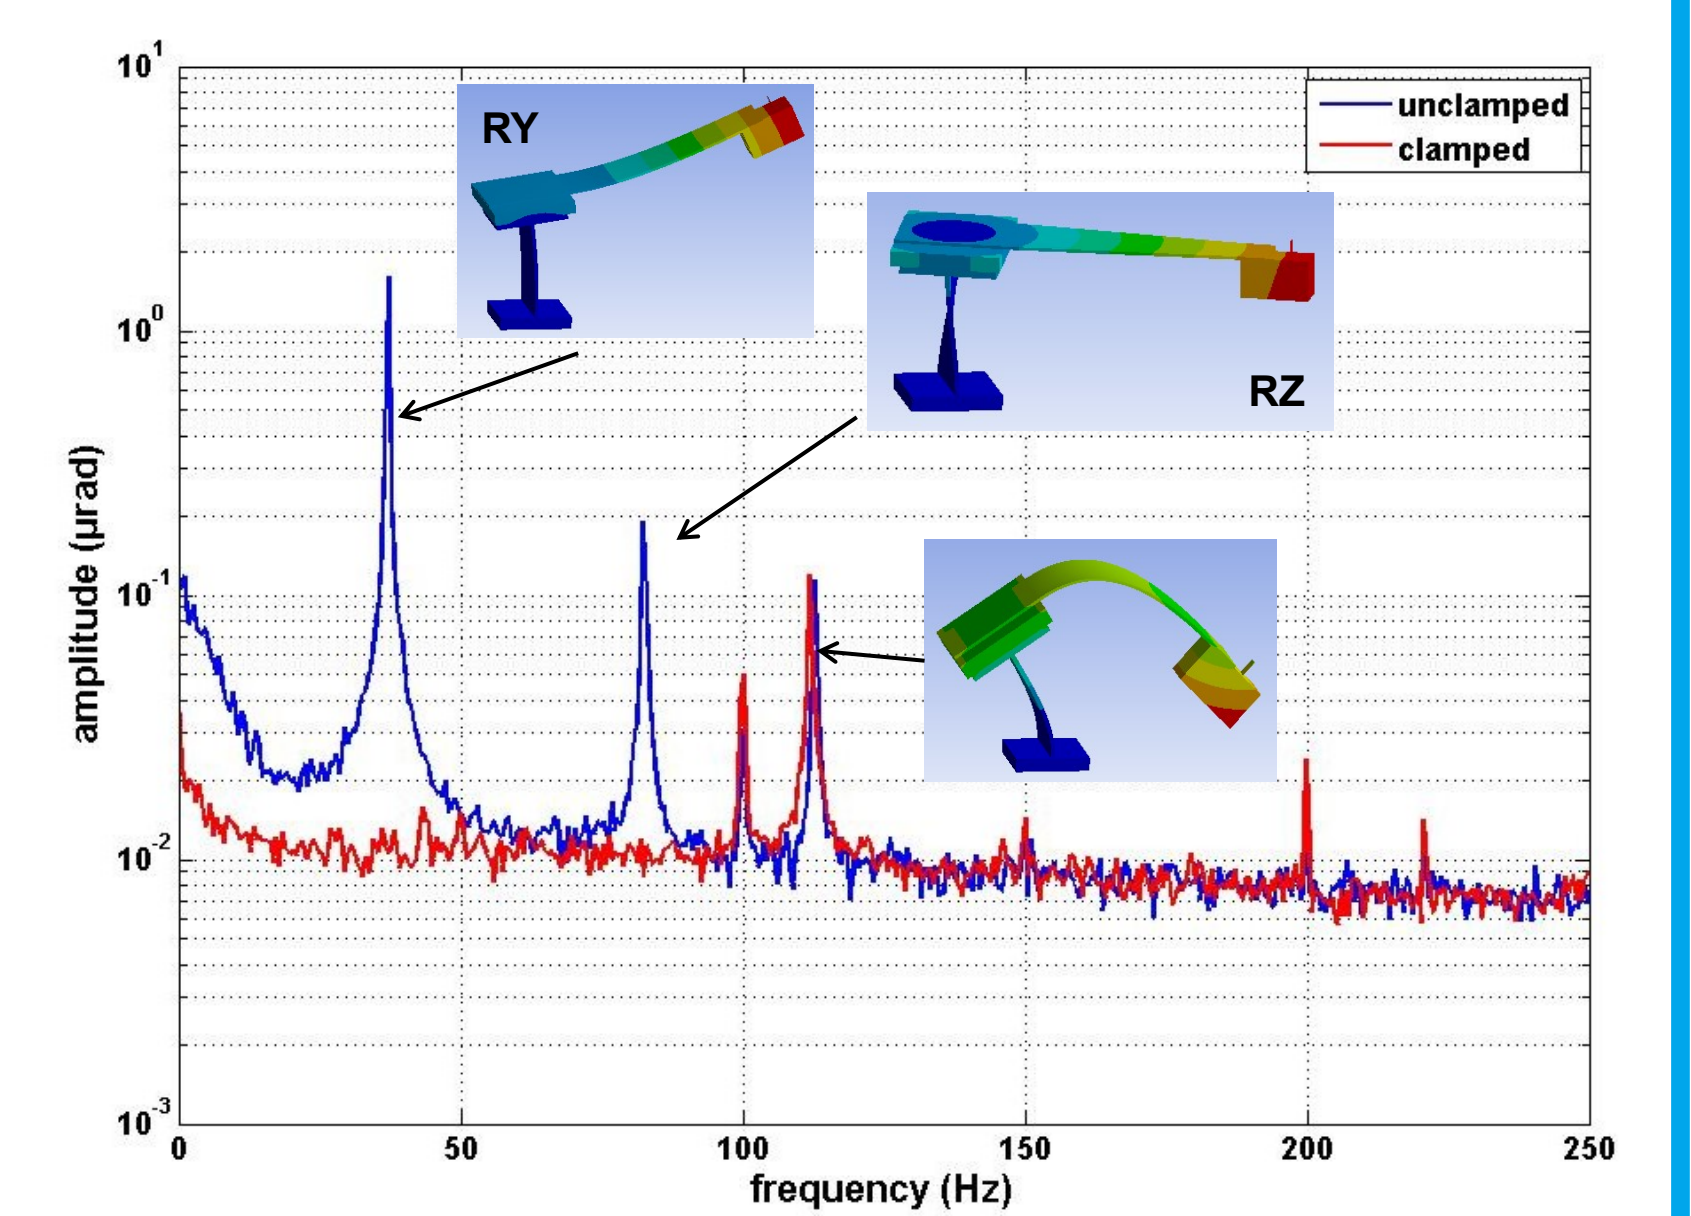 10^1
10^0
10^-1
10^-2
10^-3
amplitude (µrad)
unclamped
clamped
RY
RZ
0 50 100 150 200 250
frequency (Hz)